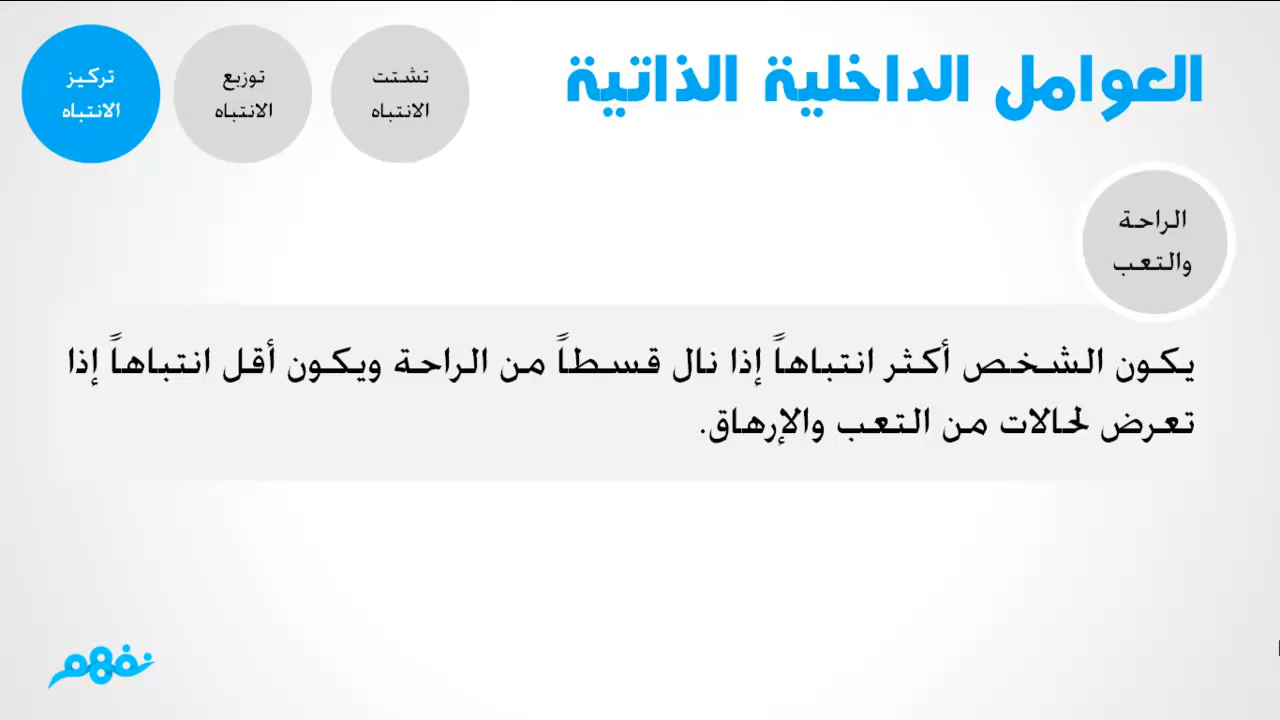 العوامل الداخلية الذاتية
تشتت
الانتباه
توزيع
الانتباه
تركيز
الانتباه
الراحة
والتعب
يكون الشخص أكثر انتباهاً إذا نال قسطاً من الراحة ويكون أقل انتباهاً إذا
تعرض لحالات من التعب والإرهاق.
نفهم